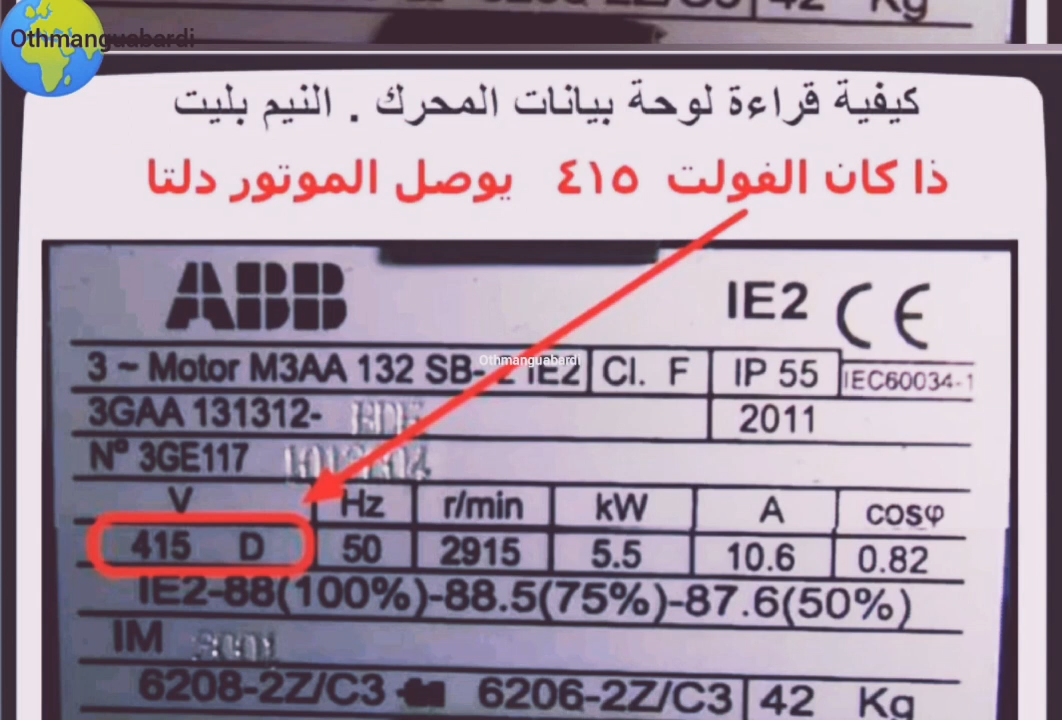 42 Kg
Othmanguabardi
كيفية قراءة لوحة بيانات المحرك . النيم بليت
ذا كان الفولت ٤١٥ يوصل الموتور دلتا
ABB IE2 CE
Othmanguabardi
3 ~ Motor M3AA 132 SB- IE2 Cl. F IP 55 IEC60034-1
3GAA 131312- 2011
Nº 3GE117
V Hz r/min kW A cosφ
415 D 50 2915 5.5 10.6 0.82
IE2-88(100%)-88.5(75%)-87.6(50%)
IM
6208-2Z/C3 6206-2Z/C3 42 Kg